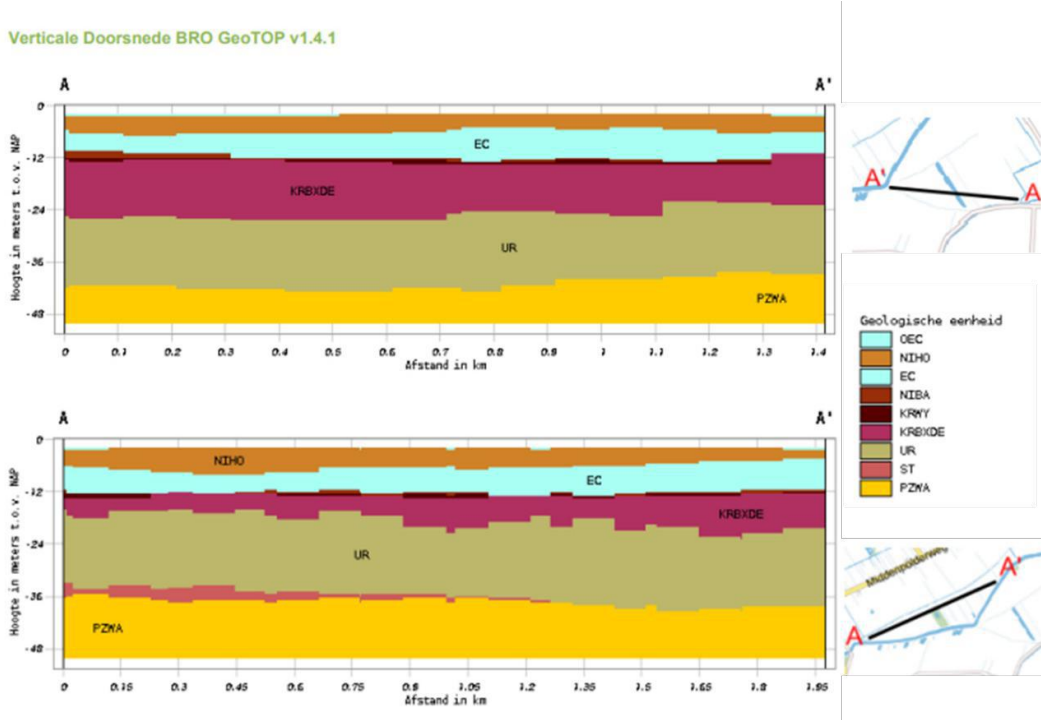 Verticale Doorsnede BRO GeoTOP v1.4.1
A A'
Hoogte in meters t.o.v. NAP
0
-12
-24
-36
-48
EC
KRBXDE
UR
PZWA
0 0.1 0.2 0.3 0.4 0.5 0.6 0.7 0.8 0.9 1 1.1 1.2 1.3 1.4
Afstand in km
A' A
Geologische eenheid
OEC
NIHO
EC
NIBA
KRWY
KRBXDE
UR
ST
PZWA
A A'
Hoogte in meters t.o.v. NAP
0
-12
-24
-36
-48
NIHO
EC
KRBXDE
UR
PZWA
0 0.15 0.3 0.45 0.6 0.75 0.9 1.05 1.2 1.35 1.5 1.65 1.8 1.95
Afstand in km
Middenpolderweg
A'
A